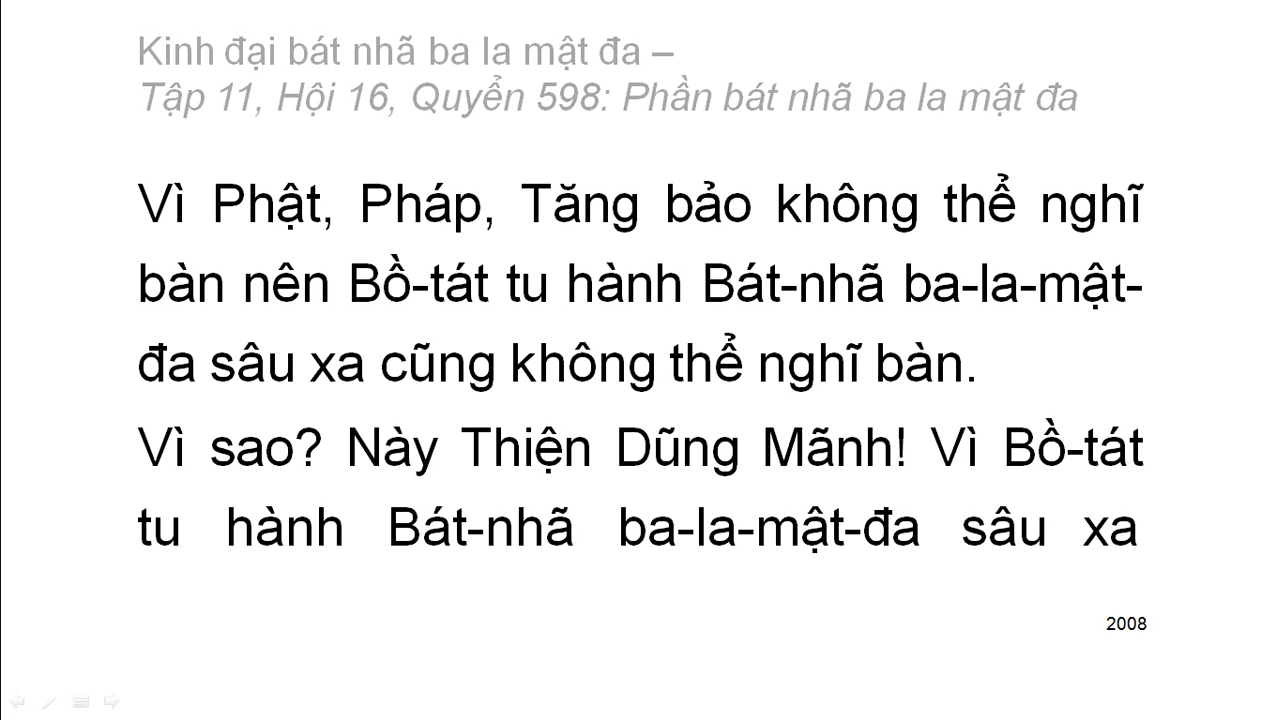 Kinh đại bát nhã ba la mật đa –
Tập 11, Hội 16, Quyển 598: Phần bát nhã ba la mật đa
Vì Phật, Pháp, Tăng bảo không thể nghĩ
bàn nên Bồ-tát tu hành Bát-nhã ba-la-mật-
đa sâu xa cũng không thể nghĩ bàn.
Vì sao? Này Thiện Dũng Mãnh! Vì Bồ-tát
tu hành Bát-nhã ba-la-mật-đa sâu xa
2008